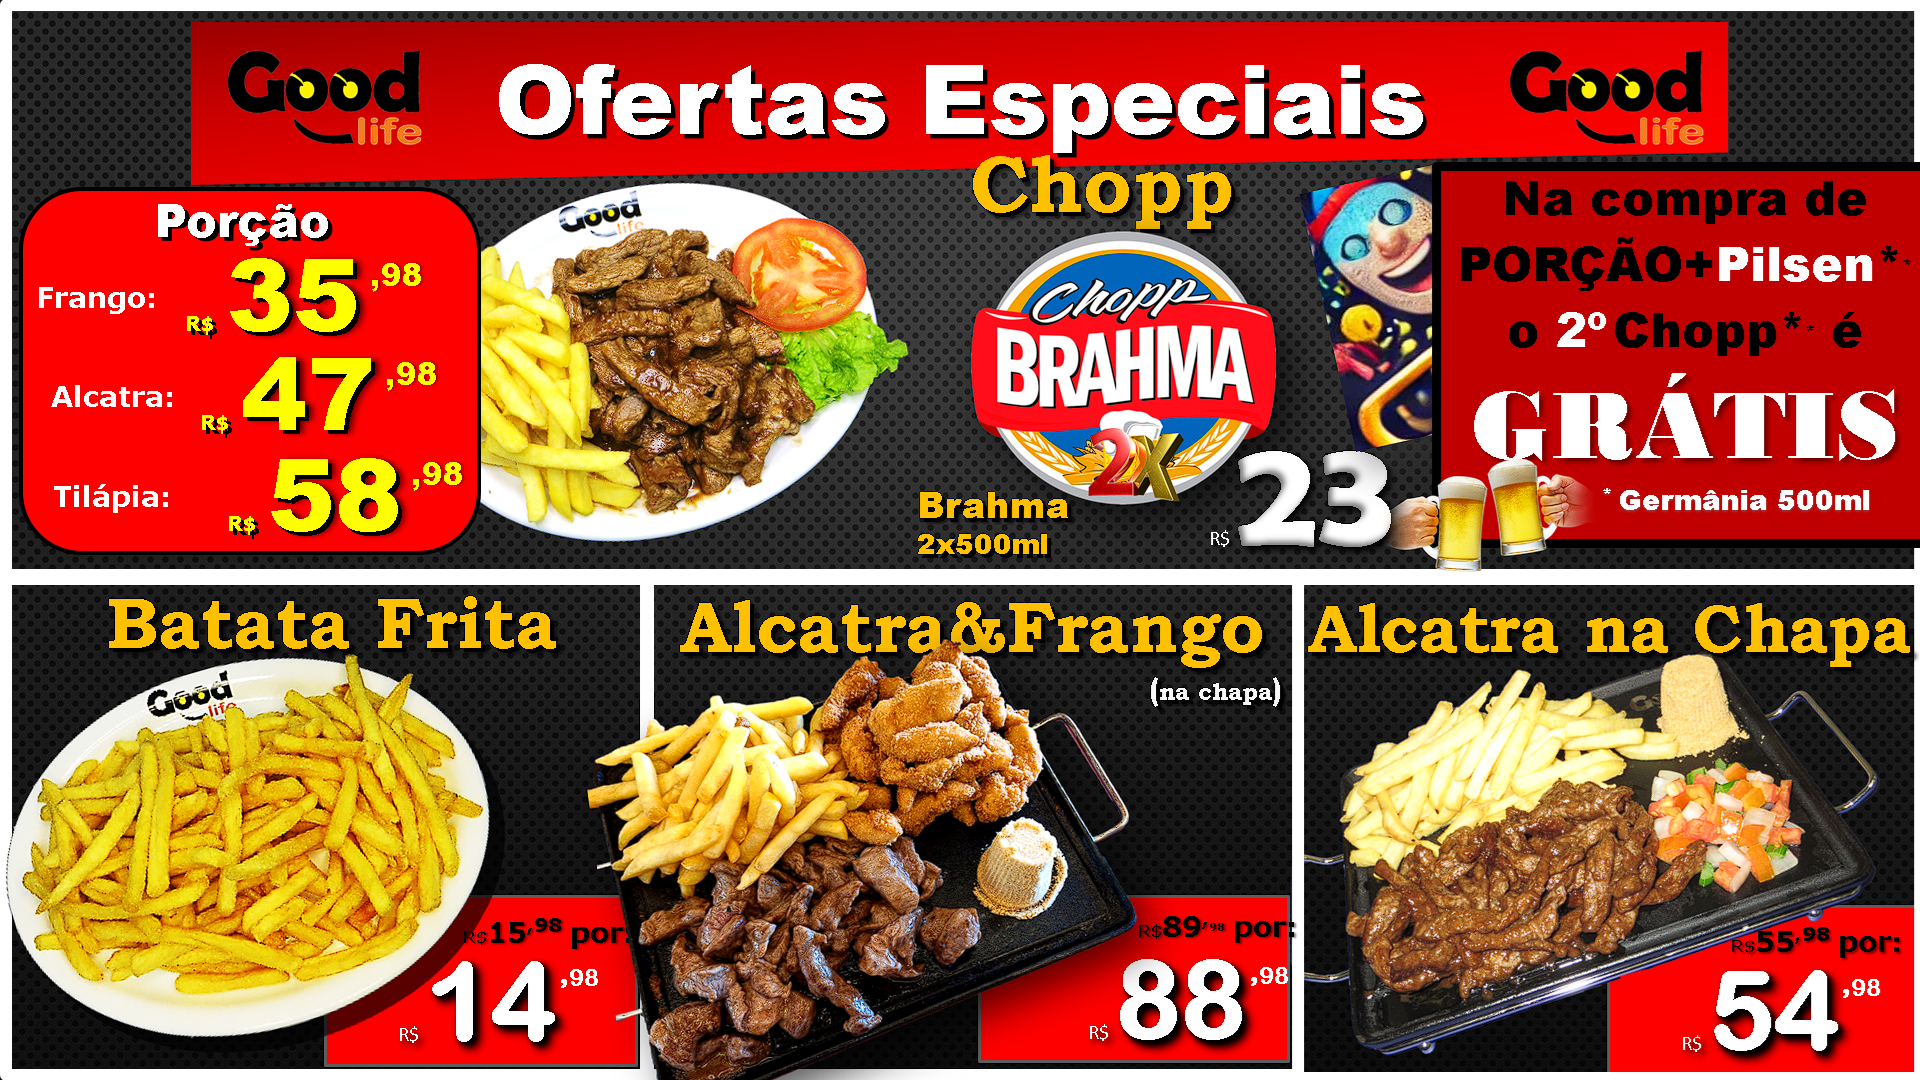 Good life
Ofertas Especiais
Good life
Porção
Frango: R$ 35,98
Alcatra: R$ 47,98
Tilápia: R$ 58,98
Good life
Chopp
Chopp
BRAHMA
2X
Brahma
2x500ml
R$ 23
Na compra de
PORÇÃO+Pilsen**
o 2º Chopp** é
GRÁTIS
* Germânia 500ml
Batata Frita
Good life
R$15,98 por:
R$ 14,98
Alcatra&Frango
(na chapa)
R$89,98 por:
R$ 88,98
Alcatra na Chapa
R$55,98 por:
R$ 54,98